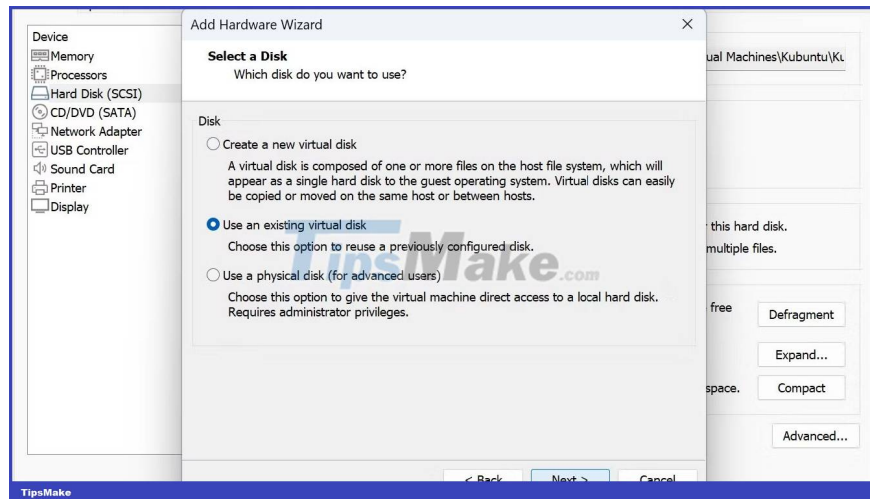 Device
Memory
Processors
Hard Disk (SCSI)
CD/DVD (SATA)
Network Adapter
USB Controller
Sound Card
Printer
Display
Add Hardware Wizard
Select a Disk
Which disk do you want to use?
Disk
Create a new virtual disk
A virtual disk is composed of one or more files on the host file system, which will
appear as a single hard disk to the guest operating system. Virtual disks can easily
be copied or moved on the same host or between hosts.
Use an existing virtual disk
Choose this option to reuse a previously configured disk.
Use a physical disk (for advanced users)
Choose this option to give the virtual machine direct access to a local hard disk.
Requires administrator privileges.
< Back
Next >
Cancel
ual Machines\Kubuntu\Ku
this hard disk.
multiple files.
free
Defragment
Expand...
space.
Compact
Advanced...
TipsMake.com
TipsMake